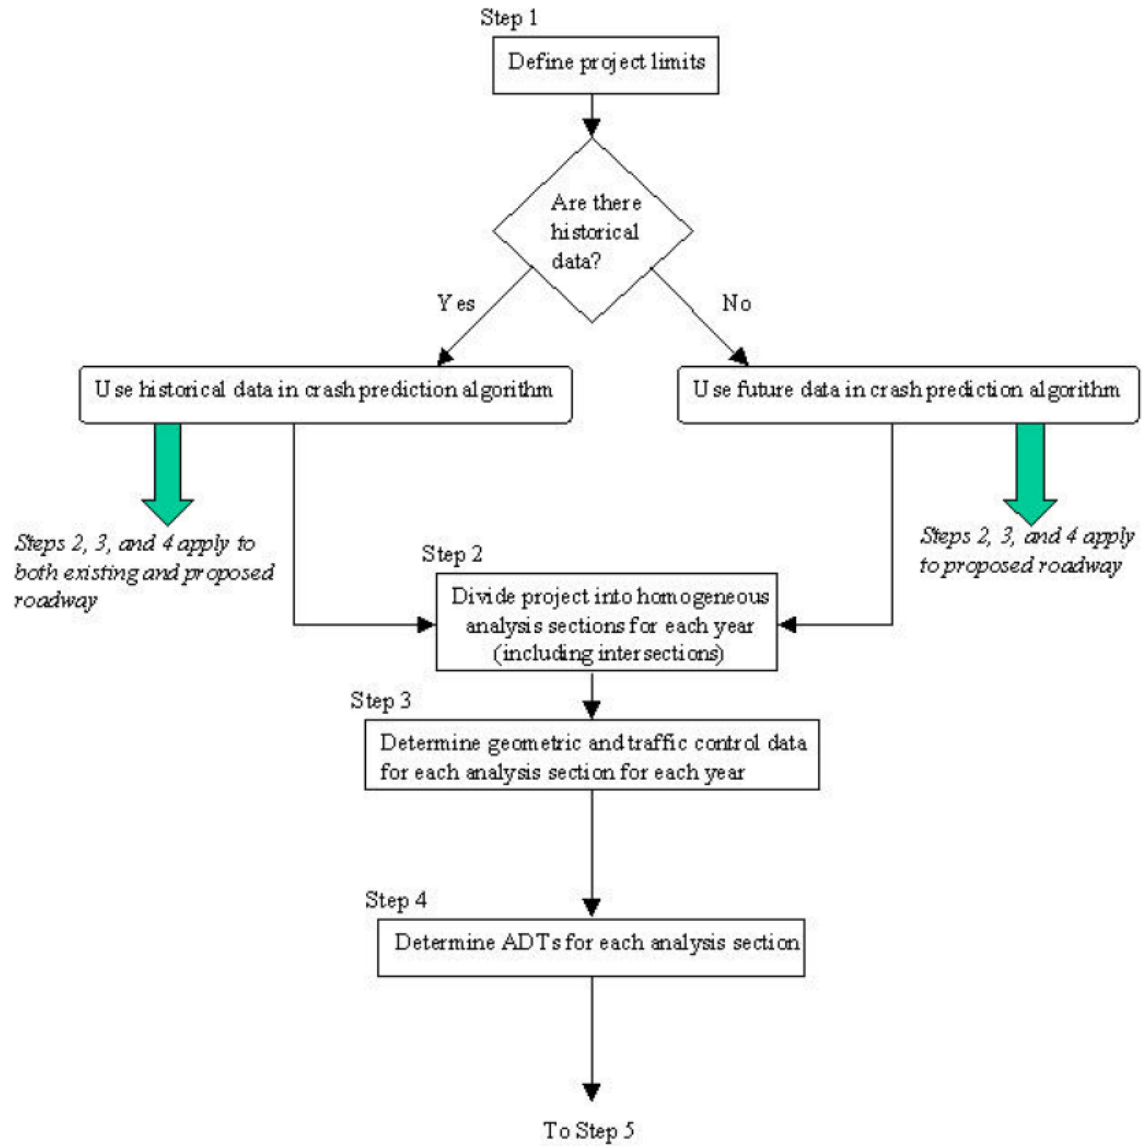 Step 1
Define project limits
Are there
historical
data?
Yes
No
Use historical data in crash prediction algorithm
Use future data in crash prediction algorithm
Steps 2, 3, and 4 apply to
both existing and proposed
roadway
Steps 2, 3, and 4 apply
to proposed roadway
Step 2
Divide project into homogeneous
analysis sections for each year
(including intersections)
Step 3
Determine geometric and traffic control data
for each analysis section for each year
Step 4
Determine ADTs for each analysis section
To Step 5